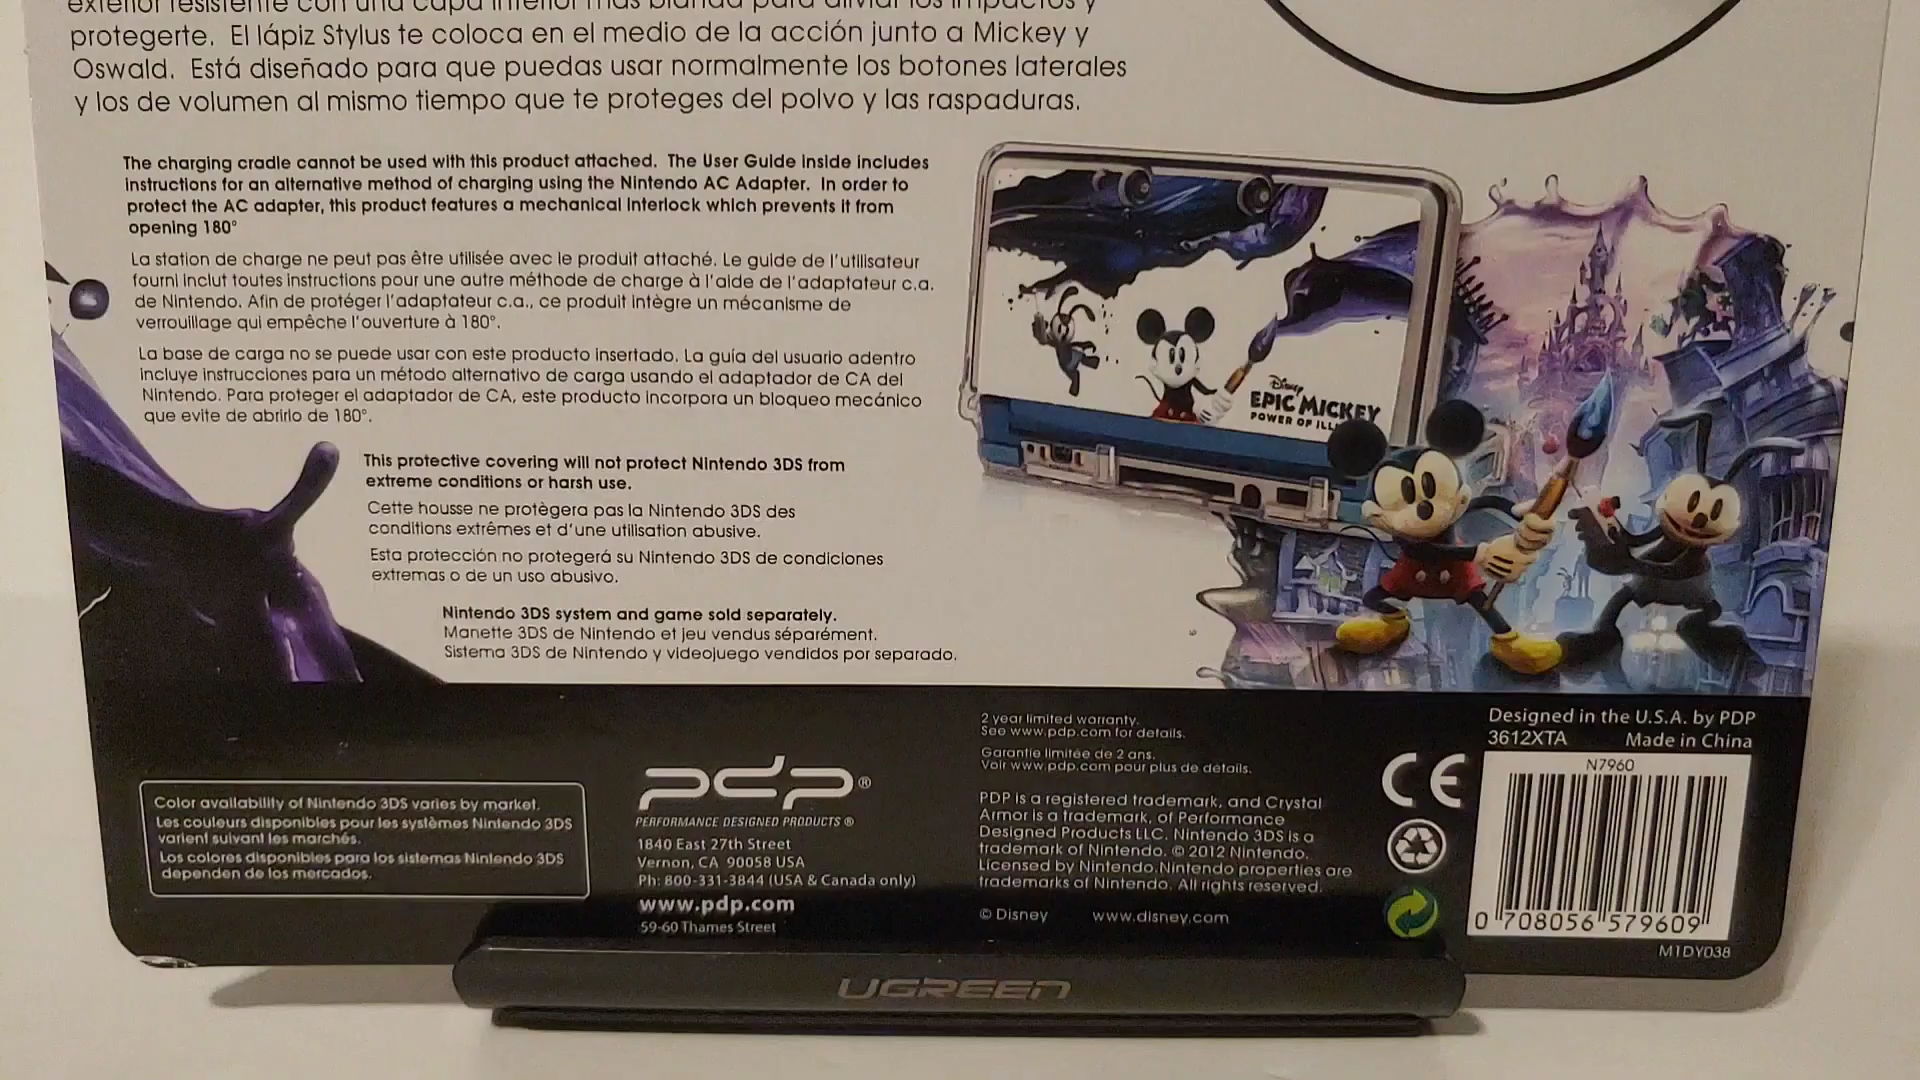 exterior resistente con una capa inferior más blanda para aliviar los impactos y
protegerte. El lápiz Stylus te coloca en el medio de la acción junto a Mickey y
Oswald. Está diseñado para que puedas usar normalmente los botones laterales
y los de volumen al mismo tiempo que te proteges del polvo y las raspaduras.
The charging cradle cannot be used with this product attached. The User Guide inside includes
instructions for an alternative method of charging using the Nintendo AC Adapter. In order to
protect the AC adapter, this product features a mechanical interlock which prevents it from
opening 180°
La station de charge ne peut pas être utilisée avec le produit attaché. Le guide de l'utilisateur
fourni inclut toutes instructions pour une autre méthode de charge à l'aide de l'adaptateur c.a.
de Nintendo. Afin de protéger l'adaptateur c.a., ce produit intègre un mécanisme de
verrouillage qui empêche l'ouverture à 180°.
La base de carga no se puede usar con este producto insertado. La guía del usuario adentro
incluye instrucciones para un método alternativo de carga usando el adaptador de CA del
Nintendo. Para proteger el adaptador de CA, este producto incorpora un bloqueo mecánico
que evite de abrirlo de 180°.
This protective covering will not protect Nintendo 3DS from
extreme conditions or harsh use.
Cette housse ne protègera pas la Nintendo 3DS des
conditions extrêmes et d'une utilisation abusive.
Esta protección no protegerá su Nintendo 3DS de condiciones
extremas o de un uso abusivo.
Nintendo 3DS system and game sold separately.
Manette 3DS de Nintendo et jeu vendus séparément.
Sistema 3DS de Nintendo y videojuego vendidos por separado.
Disney
EPIC MICKEY
POWER OF ILL
Color availability of Nintendo 3DS varies by market.
Les couleurs disponibles pour les systèmes Nintendo 3DS
varient suivant les marchés.
Los colores disponibles para los sistemas Nintendo 3DS
dependen de los mercados.
pdp®
PERFORMANCE DESIGNED PRODUCTS ®
1840 East 27th Street
Vernon, CA 90058 USA
Ph: 800-331-3844 (USA & Canada only)
www.pdp.com
59-60 Thames Street
2 year limited warranty.
See www.pdp.com for details.
Garantie limitée de 2 ans.
Voir www.pdp.com pour plus de détails.
PDP is a registered trademark, and Crystal
Armor is a trademark, of Performance
Designed Products LLC. Nintendo 3DS is a
trademark of Nintendo. © 2012 Nintendo.
Licensed by Nintendo.Nintendo properties are
trademarks of Nintendo. All rights reserved.
© Disney www.disney.com
CE
Designed in the U.S.A. by PDP
3612XTA Made in China
N7960
0 708056 579609
M1DY038
UGREEN